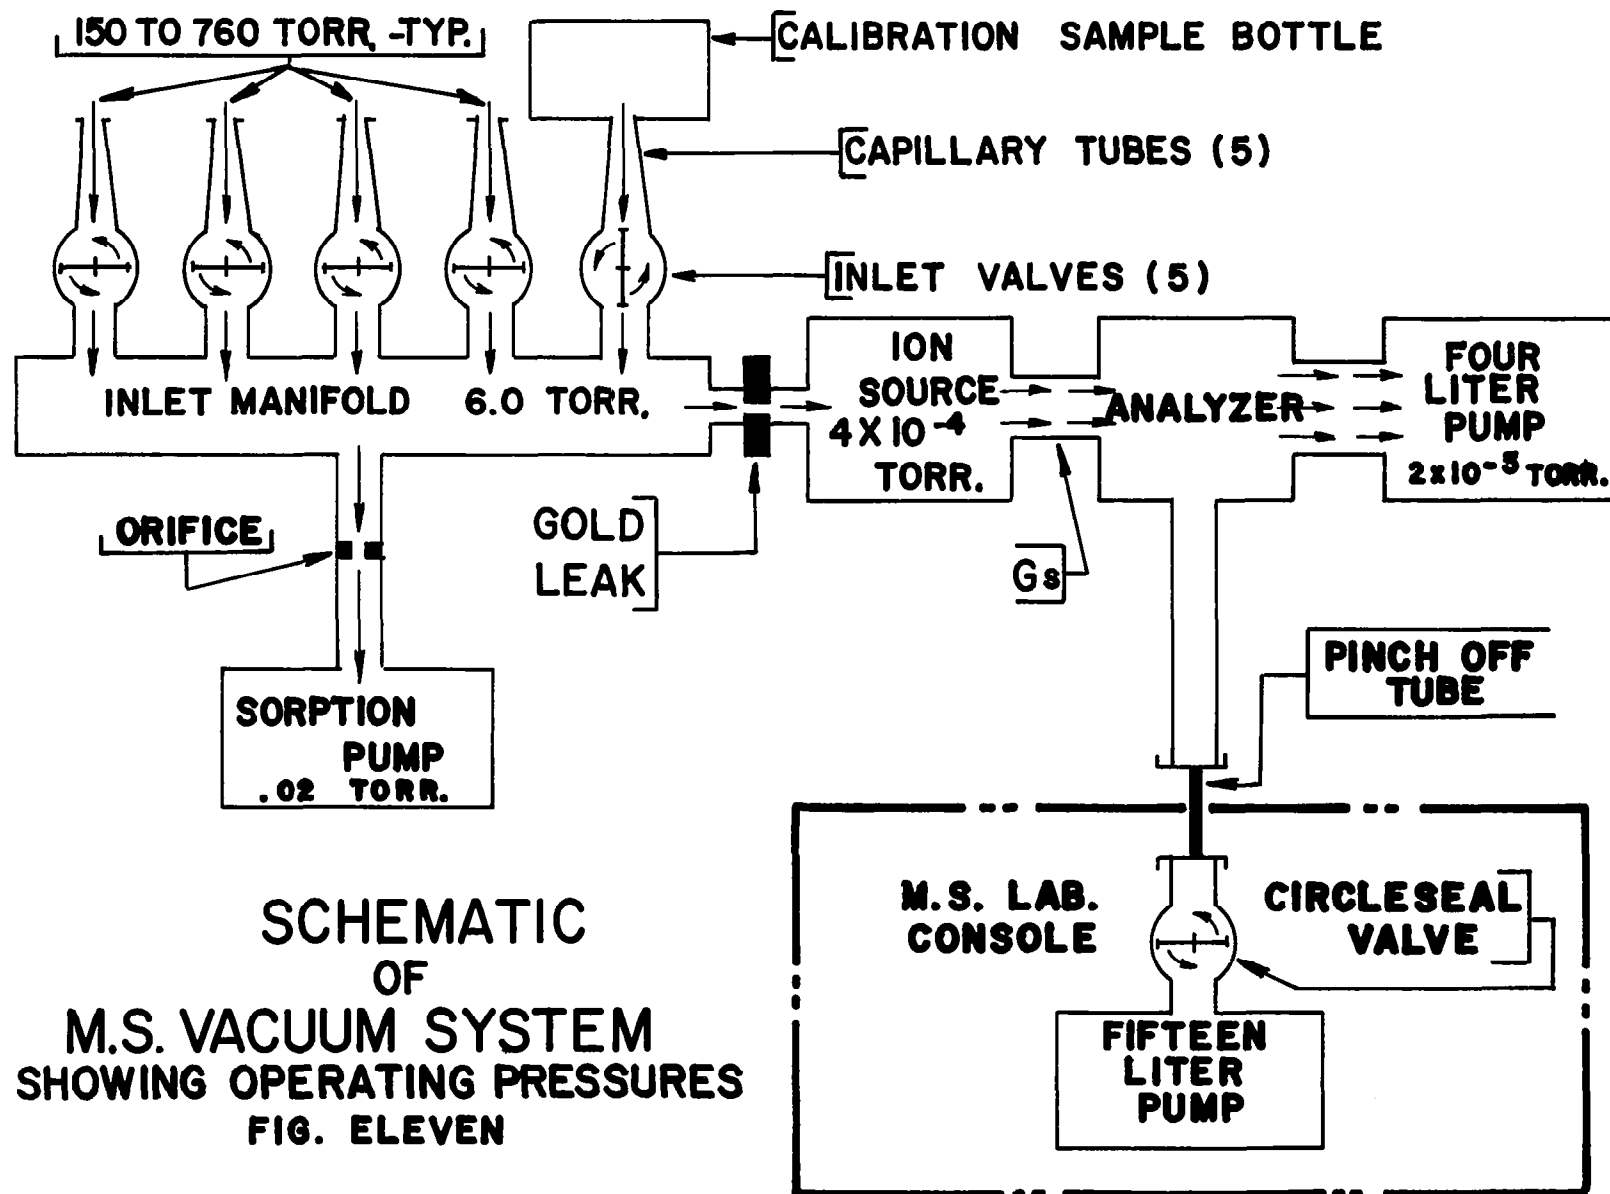 150 TO 760 TORR, -TYP.
CALIBRATION SAMPLE BOTTLE
CAPILLARY TUBES (5)
INLET VALVES (5)
INLET MANIFOLD 6.0 TORR.
ION
SOURCE
4 X 10⁻⁴
TORR.
ANALYZER
FOUR
LITER
PUMP
2 x 10⁻⁵ TORR.
ORIFICE
GOLD
LEAK
Gs
SORPTION
PUMP
.02 TORR.
PINCH OFF
TUBE
M.S. LAB.
CONSOLE
CIRCLESEAL
VALVE
FIFTEEN
LITER
PUMP
SCHEMATIC
OF
M.S. VACUUM SYSTEM
SHOWING OPERATING PRESSURES
FIG. ELEVEN